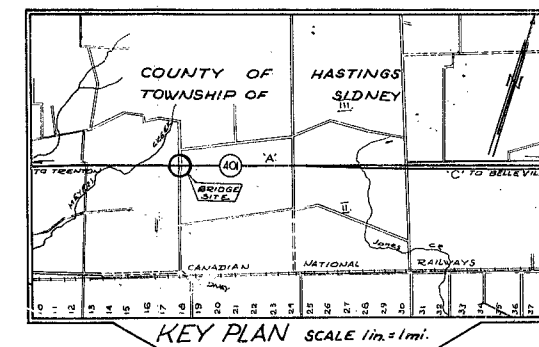 COUNTY OF HASTINGS
TOWNSHIP OF SIDNEY
III
CREEK
401
'A'
TO TRENTON
'C' TO BELLEVIL
BRIDGE
SITE
II
JONES CR
CANADIAN NATIONAL RAILWAYS
10 11 12 13 14 15 16 17 18 19 20 21 22 23 24 25 26 27 28 29 30 31 32 33 34 35 36 37
KEY PLAN SCALE 1in.=1mi.